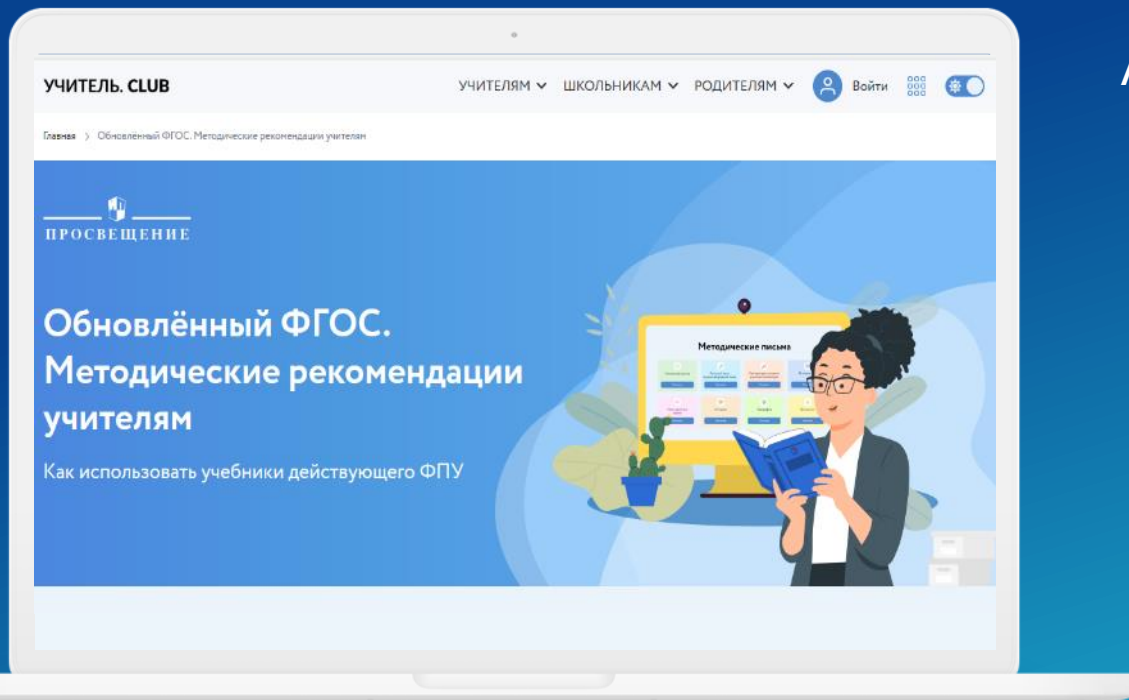 УЧИТЕЛЬ. CLUB
УЧИТЕЛЯМ ШКОЛЬНИКАМ РОДИТЕЛЯМ Войти
Главная > Обновлённый ФГОС. Методические рекомендации учителям
ПРОСВЕЩЕНИЕ
Обновлённый ФГОС.
Методические рекомендации
учителям
Как использовать учебники действующего ФПУ
Методические письма